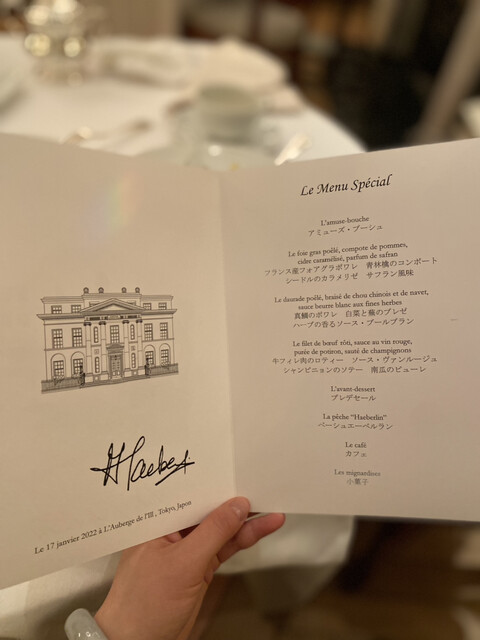 Le 17 janvier 2022 à L'Auberge de l'Ill , Tokyo, Japon
Le Menu Spécial
L'amuse-bouche
アミューズ・ブーシュ
Le foie gras poêlé, compote de pommes,
cidre caramélisé, parfum de safran
フランス産フォアグラポワレ 青林檎のコンポート
シードルのカラメリゼ サフラン風味
Le daurade poêlé, braisé de chou chinois et de navet,
sauce beurre blanc aux fines herbes
真鯛のポワレ 白菜と蕪のブレゼ
ハーブの香るソース・ブールブラン
Le filet de bœuf rôti, sauce au vin rouge,
purée de potiron, sauté de champignons
牛フィレ肉のロティー ソース・ヴァンルージュ
シャンピニョンのソテー 南瓜のピューレ
L'avant-dessert
プレデセール
La pêche "Haeberlin"
ペーシュエーベルラン
Le café
カフェ
Les mignardises
小菓子